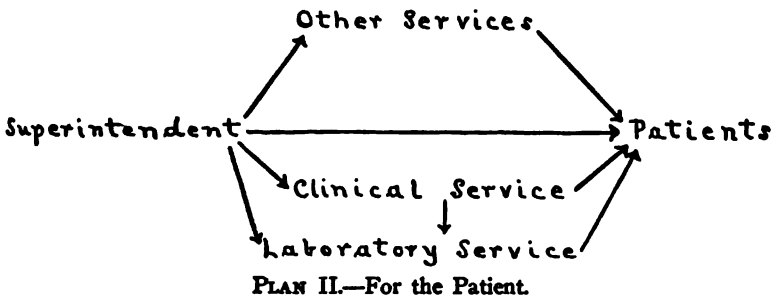 Other Services
Superintendent Patients
Clinical Service
Laboratory Service
PLAN II.—For the Patient.